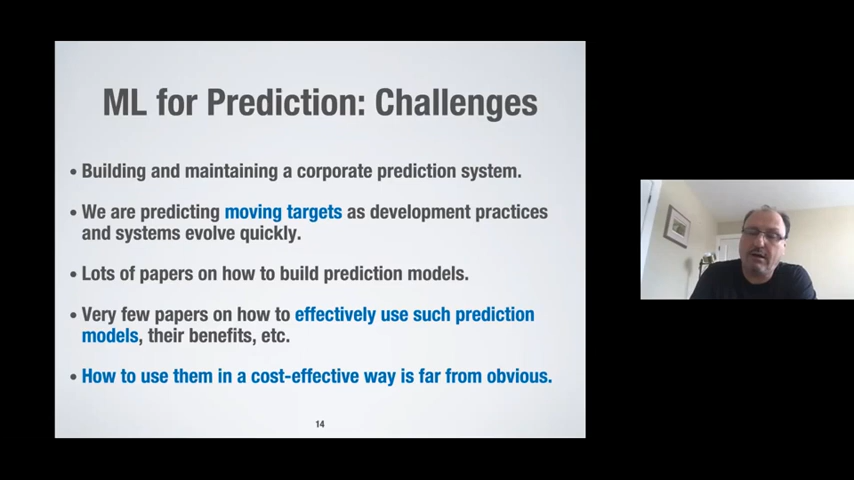 ML for Prediction: Challenges
• Building and maintaining a corporate prediction system.
• We are predicting moving targets as development practices
and systems evolve quickly.
• Lots of papers on how to build prediction models.
• Very few papers on how to effectively use such prediction
models, their benefits, etc.
• How to use them in a cost-effective way is far from obvious.
14